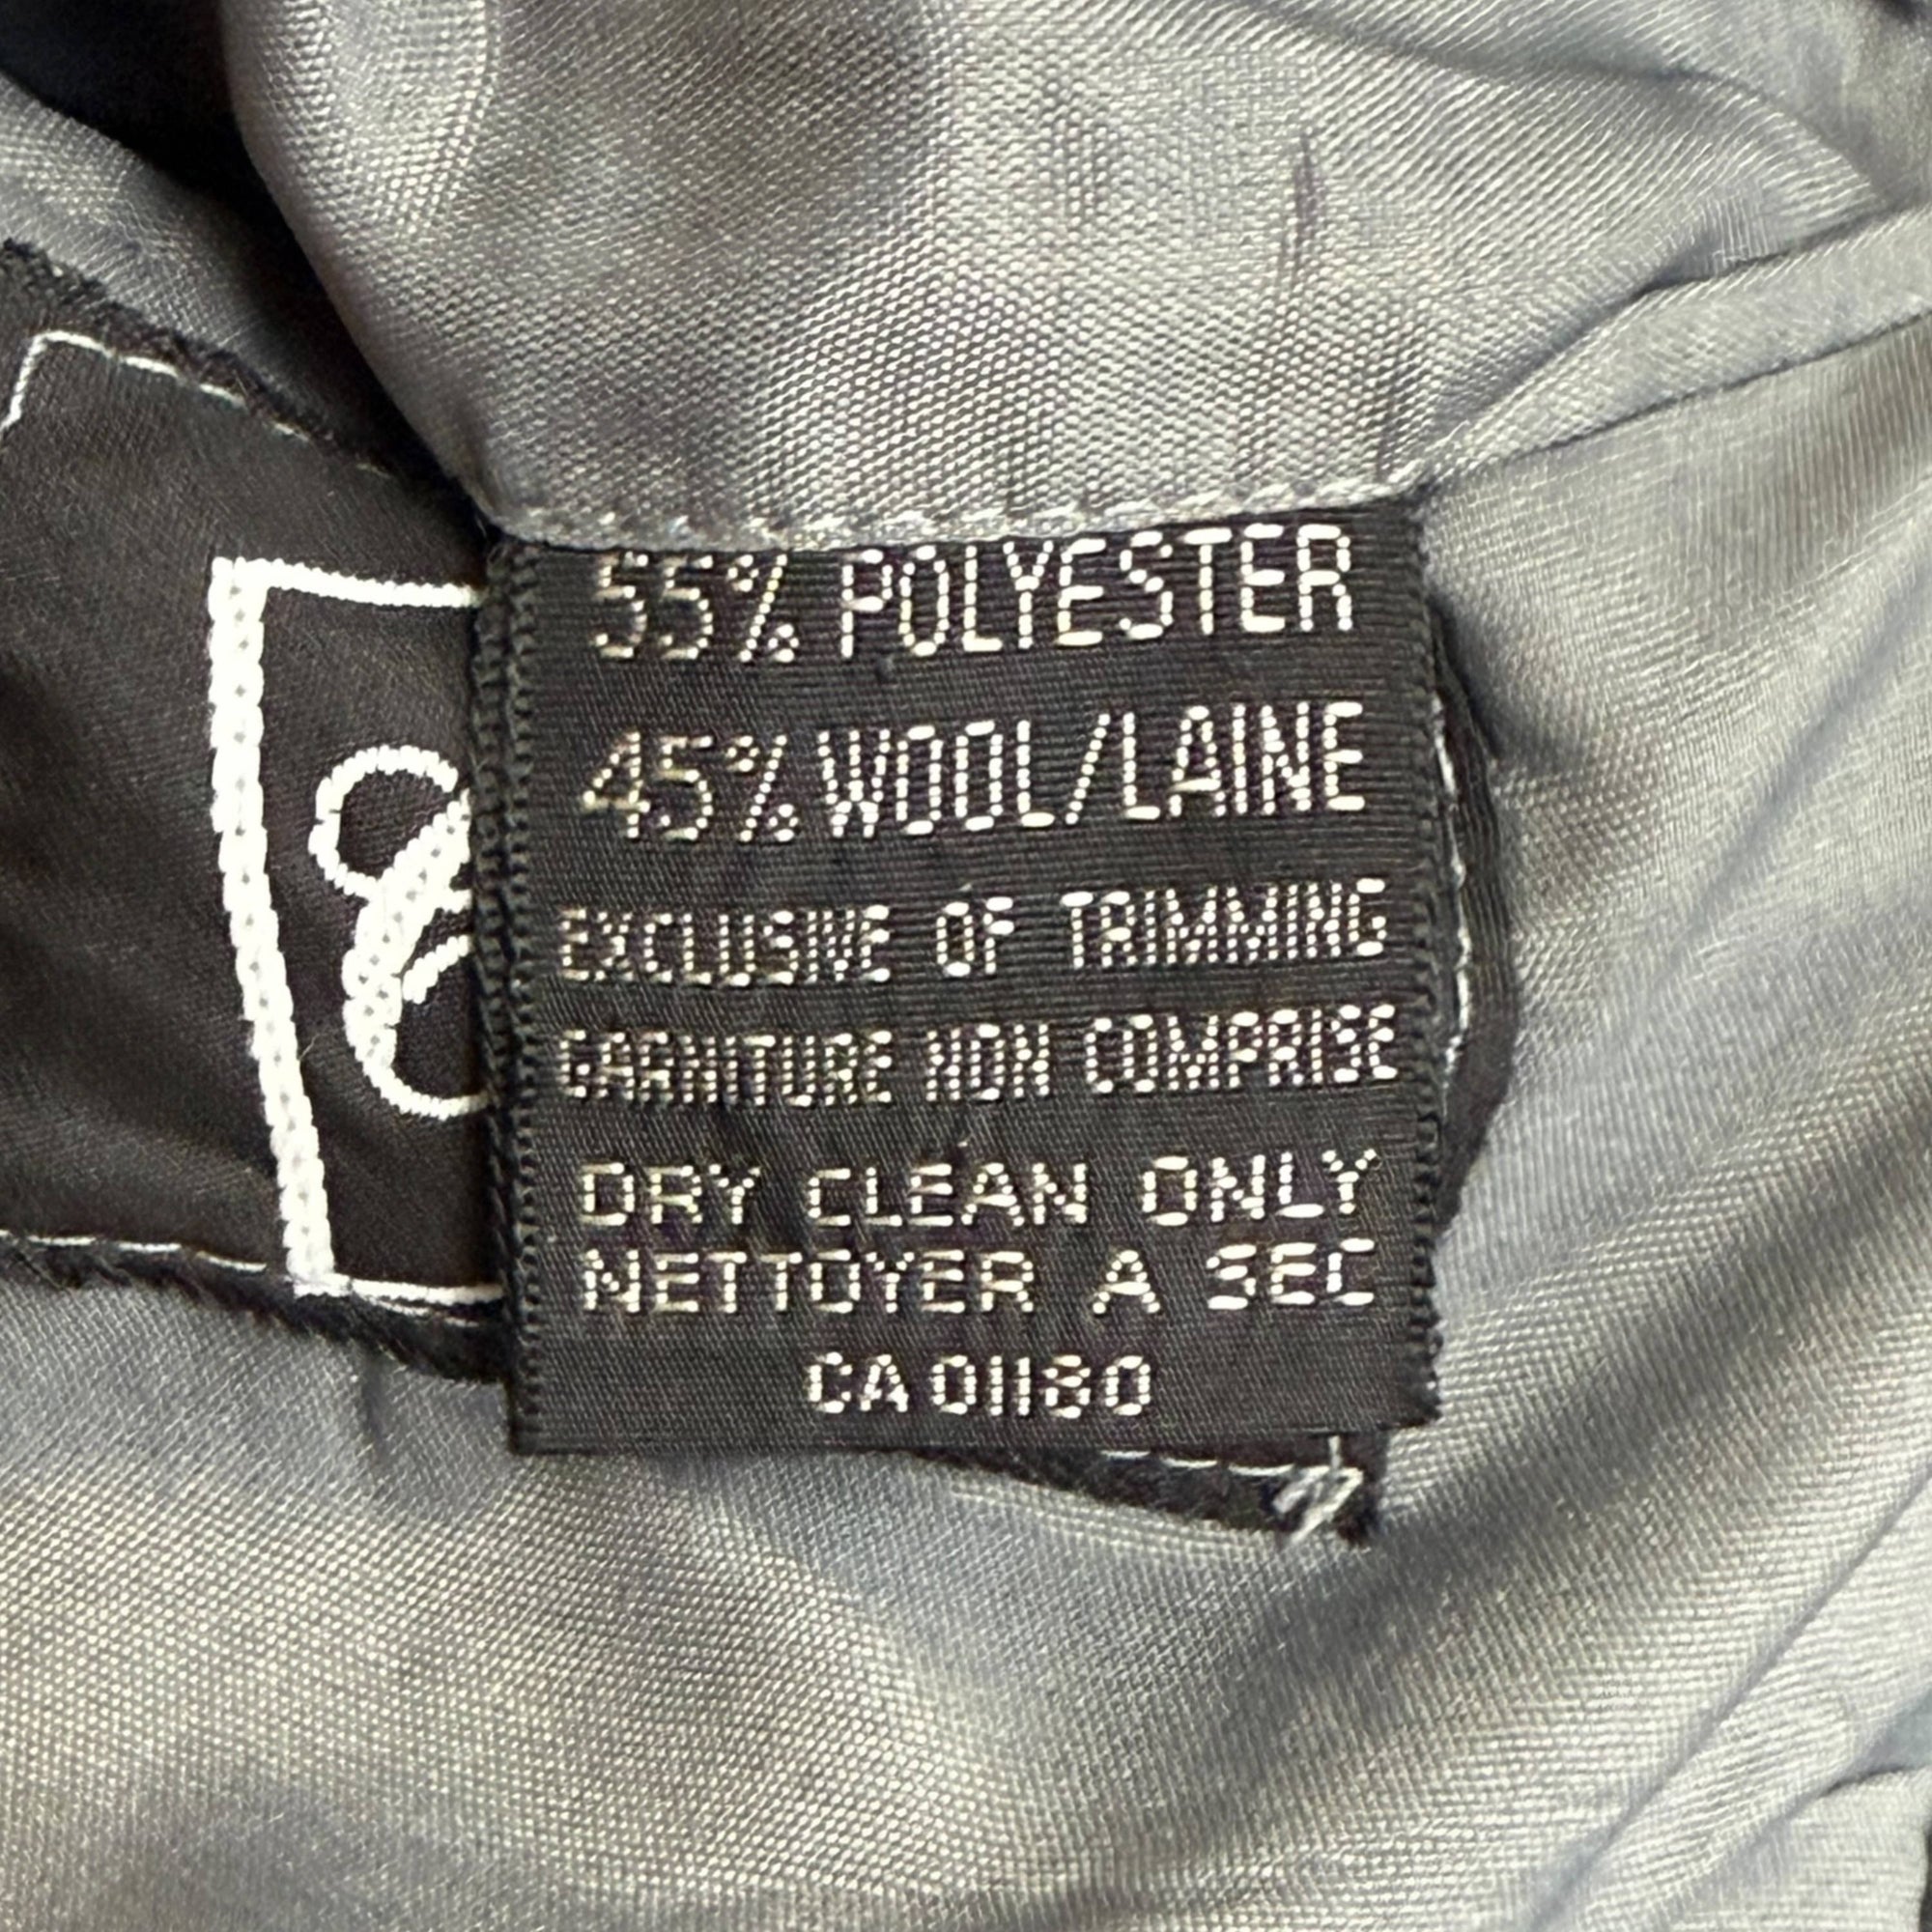 55% POLYESTER
45% WOOL/LAINE
EXCLUSIVE OF TRIMMING
GARNITURE NON COMPRISE
DRY CLEAN ONLY
NETTOYER A SEC
CA 01180